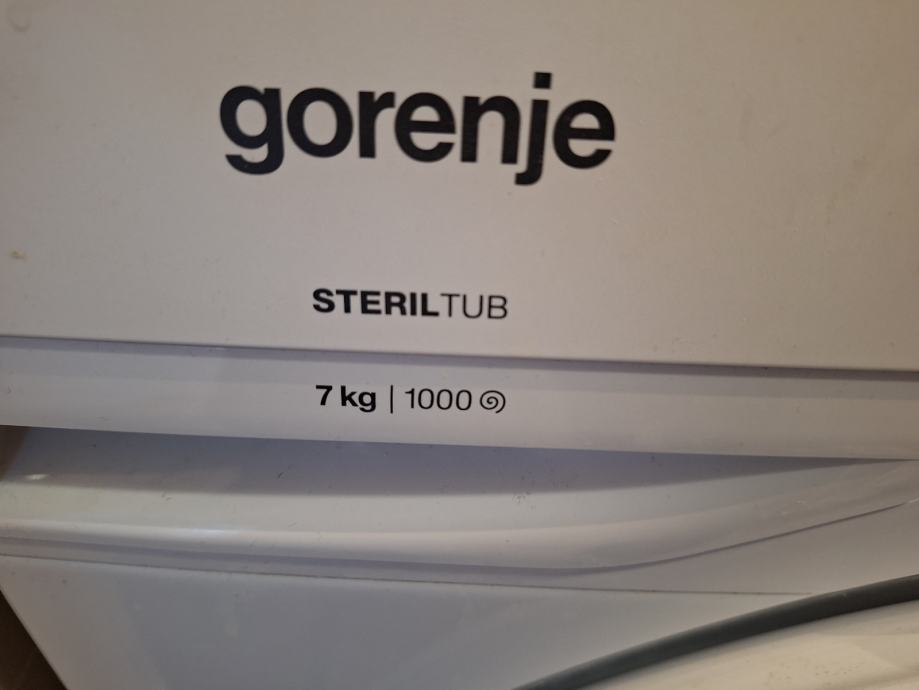 gorenje
STERILTUB
7 kg | 1000